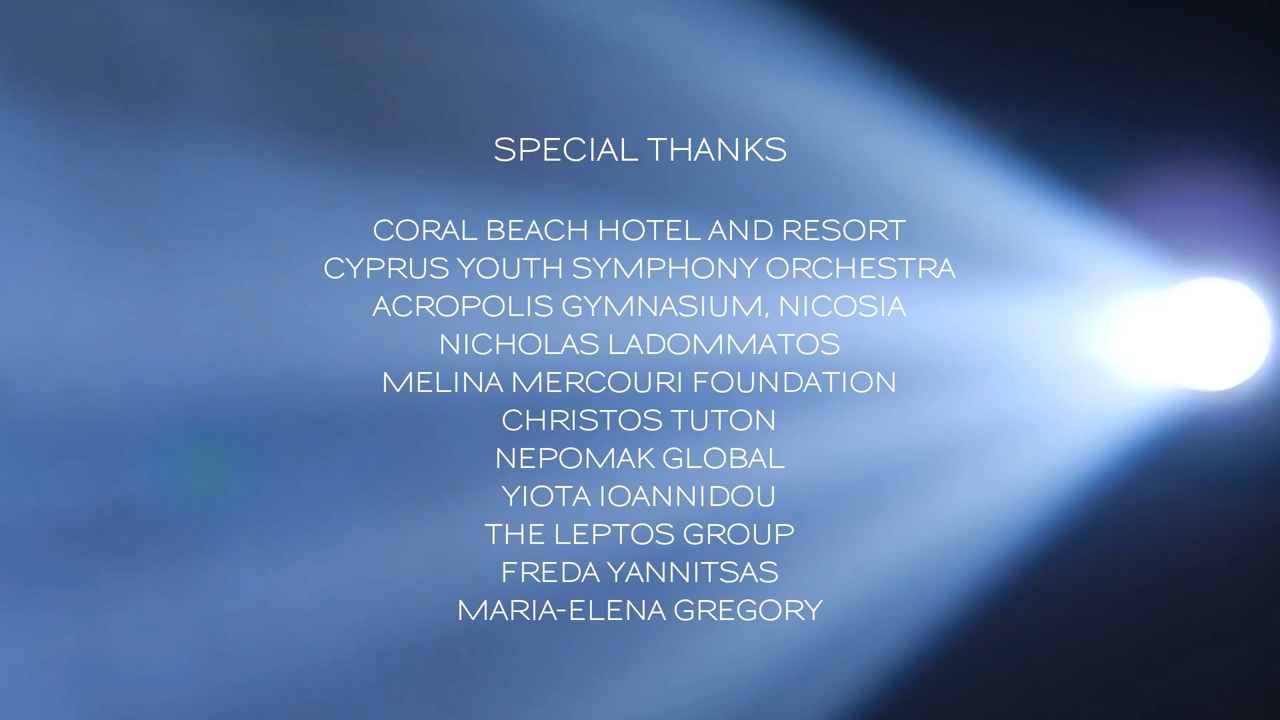 SPECIAL THANKS
CORAL BEACH HOTEL AND RESORT
CYPRUS YOUTH SYMPHONY ORCHESTRA
ACROPOLIS GYMNASIUM, NICOSIA
NICHOLAS LADOMMATOS
MELINA MERCOURI FOUNDATION
CHRISTOS TUTON
NEPOMAK GLOBAL
YIOTA IOANNIDOU
THE LEPTOS GROUP
FREDA YANNITSAS
MARIA-ELENA GREGORY